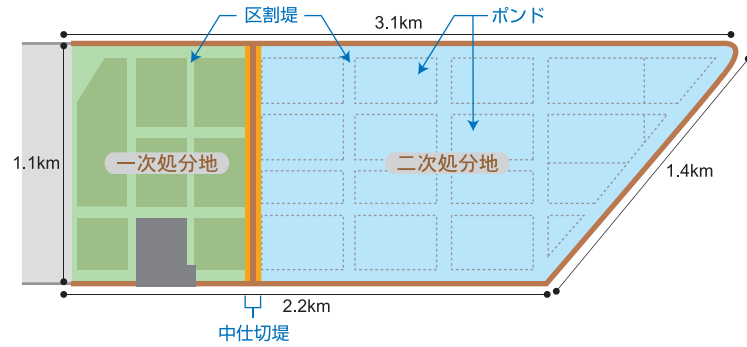 区割堤
ポンド
3.1km
1.1km
一次処分地
二次処分地
1.4km
2.2km
中仕切堤